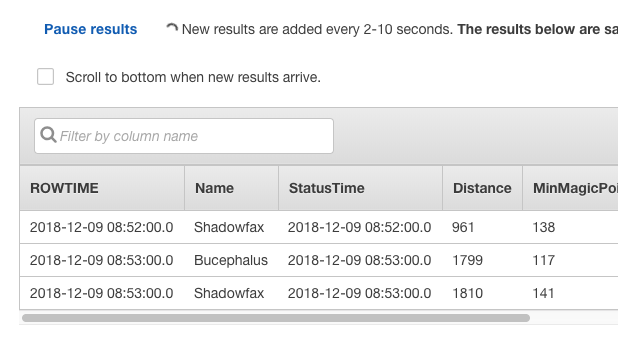 Pause results New results are added every 2-10 seconds. The results below are sa
Scroll to bottom when new results arrive.
Filter by column name
ROWTIME Name StatusTime Distance MinMagicPoi
2018-12-09 08:52:00.0 Shadowfax 2018-12-09 08:52:00.0 961 138
2018-12-09 08:53:00.0 Bucephalus 2018-12-09 08:53:00.0 1799 117
2018-12-09 08:53:00.0 Shadowfax 2018-12-09 08:53:00.0 1810 141